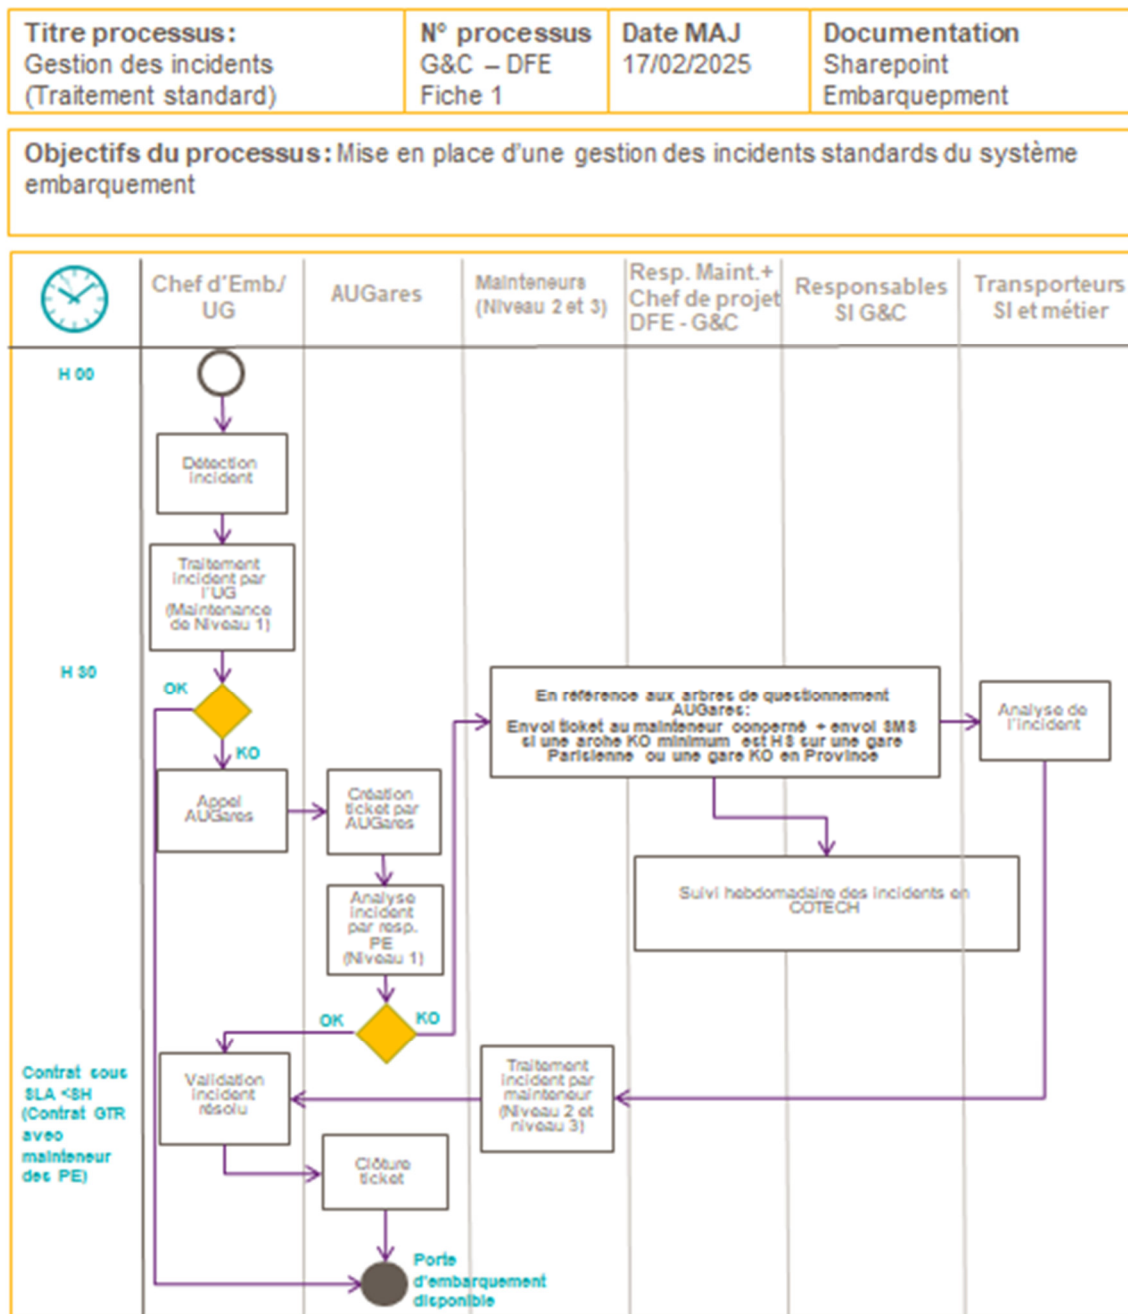 Titre processus:
Gestion des incidents
(Traitement standard)
N° processus
G&C – DFE
Fiche 1
Date MAJ
17/02/2025
Documentation
Sharepoint
Embarquepment
Objectifs du processus: Mise en place d'une gestion des incidents standards du système
embarquement
Chef d'Emb./
UG
AUGares
Mainteneurs
(Niveau 2 et 3)
Resp. Maint.+
Chef de projet
DFE - G&C
Responsables
SI G&C
Transporteurs
SI et métier
H 00
Détection
incident
Traitement
incident par
l'UG
(Maintenance
de Niveau 1)
H 30
OK
KO
Appel
AUGares
Création
ticket par
AUGares
Analyse
incident
par resp.
PE
(Niveau 1)
OK
KO
En référence aux arbres de questionnement
AUGares:
Envoi ticket au mainteneur concerné + envoi SMS
si une arche KO minimum est HS sur une gare
Parisienne ou une gare KO en Province
Analyse de
l'incident
Suivi hebdomadaire des incidents en
COTECH
Contrat sous
SLA
(Contrat GTR
avec
mainteneur
des PE)
Validation
incident
résolu
Traitement
incident par
mainteneur
(Niveau 2 et
niveau 3)
Clôture
ticket
Porte
d'embarquement
disponible